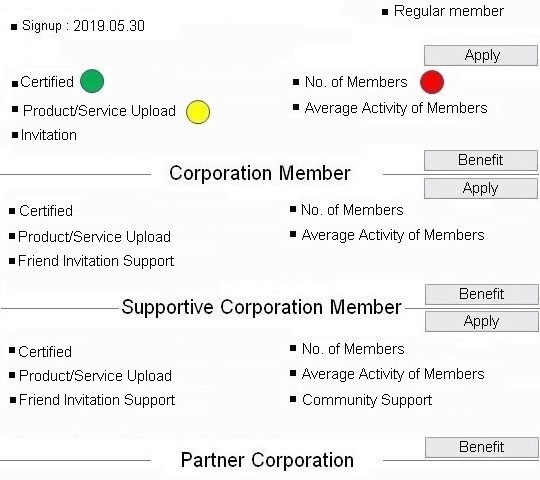 Regular member
Signup : 2019.05.30
Apply
Certified
No. of Members
Product/Service Upload
Average Activity of Members
Invitation
Benefit
Corporation Member
Apply
Certified
No. of Members
Product/Service Upload
Average Activity of Members
Friend Invitation Support
Benefit
Supportive Corporation Member
Apply
Certified
No. of Members
Product/Service Upload
Average Activity of Members
Friend Invitation Support
Community Support
Benefit
Partner Corporation